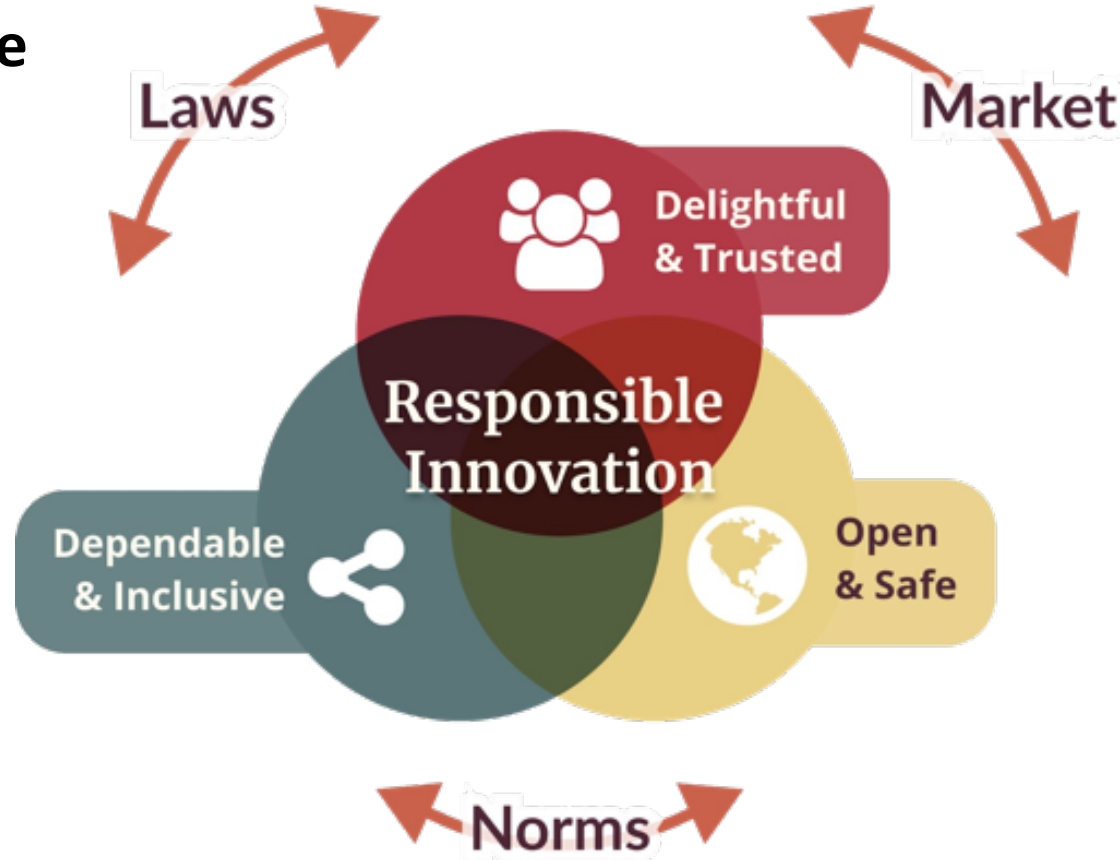 e
Laws
Market
Delightful
& Trusted
Responsible
Innovation
Dependable
& Inclusive
Open
& Safe
Norms